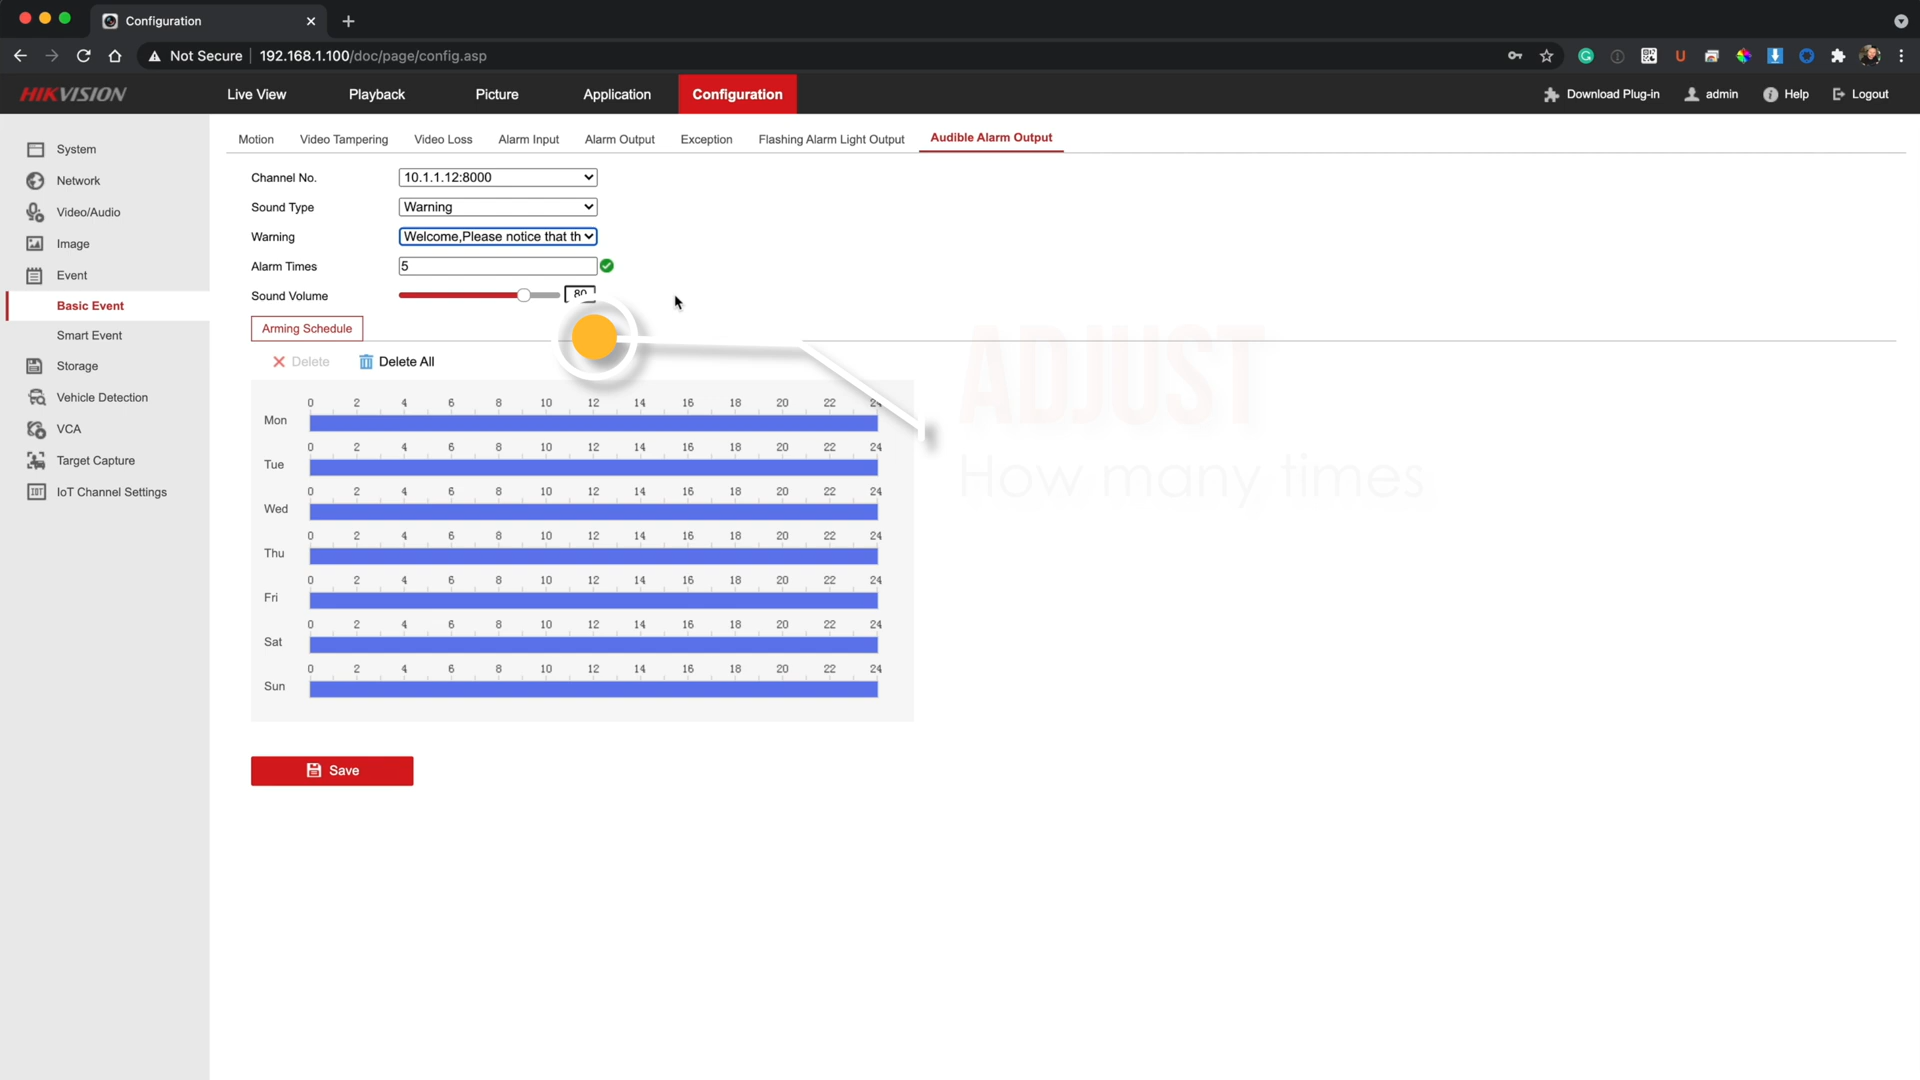 Configuration
Not Secure 192.168.1.100/doc/page/config.asp
HIKVISION Live View Playback Picture Application Configuration Download Plug-in admin Help Logout
Motion Video Tampering Video Loss Alarm Input Alarm Output Exception Flashing Alarm Light Output Audible Alarm Output
System
Network
Video/Audio
Image
Event
Basic Event
Smart Event
Storage
Vehicle Detection
VCA
Target Capture
IoT Channel Settings
Channel No. 10.1.1.12:8000
Sound Type Warning
Warning Welcome,Please notice that th
Alarm Times 5
Sound Volume 80
Arming Schedule
Delete Delete All
0 2 4 6 8 10 12 14 16 18 20 22 24
Mon
0 2 4 6 8 10 12 14 16 18 20 22 24
Tue
0 2 4 6 8 10 12 14 16 18 20 22 24
Wed
0 2 4 6 8 10 12 14 16 18 20 22 24
Thu
0 2 4 6 8 10 12 14 16 18 20 22 24
Fri
0 2 4 6 8 10 12 14 16 18 20 22 24
Sat
0 2 4 6 8 10 12 14 16 18 20 22 24
Sun
Save
ADJUST
How many times